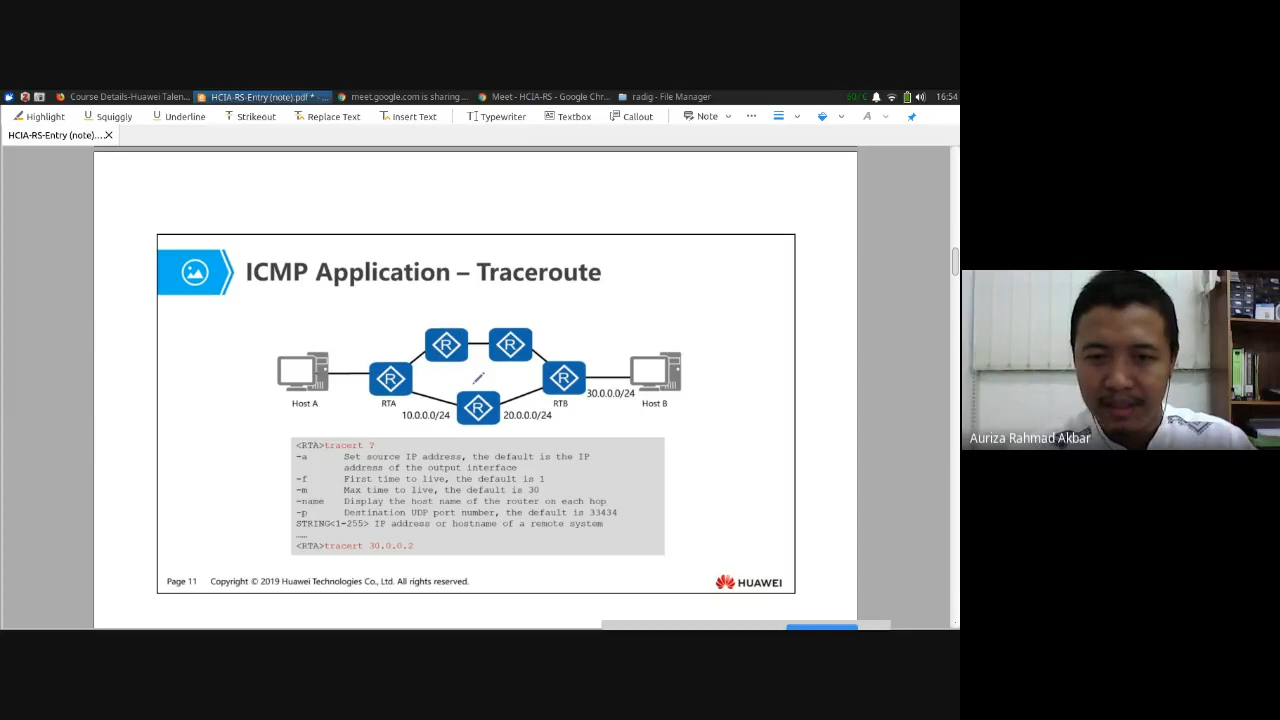 Course Details-Huawei Talen...
HCIA-RS-Entry (note).pdf * - ...
meet.google.com is sharing ...
Meet - HCIA-RS - Google Chr...
radig - File Manager
60°C
16:54
Highlight
Squiggly
Underline
Strikeout
Replace Text
Insert Text
Typewriter
Textbox
Callout
Note
HCIA-RS-Entry (note)....
ICMP Application – Traceroute
Host A
RTA
10.0.0.0/24
20.0.0.0/24
RTB
30.0.0.0/24
Host B
<RTA>tracert ?
-a Set source IP address, the default is the IP
address of the output interface
-f First time to live, the default is 1
-m Max time to live, the default is 30
-name Display the host name of the router on each hop
-p Destination UDP port number, the default is 33434
STRING<1-255> IP address or hostname of a remote system
……
<RTA>tracert 30.0.0.2
Page 11 Copyright © 2019 Huawei Technologies Co., Ltd. All rights reserved.
HUAWEI
Auriza Rahmad Akbar